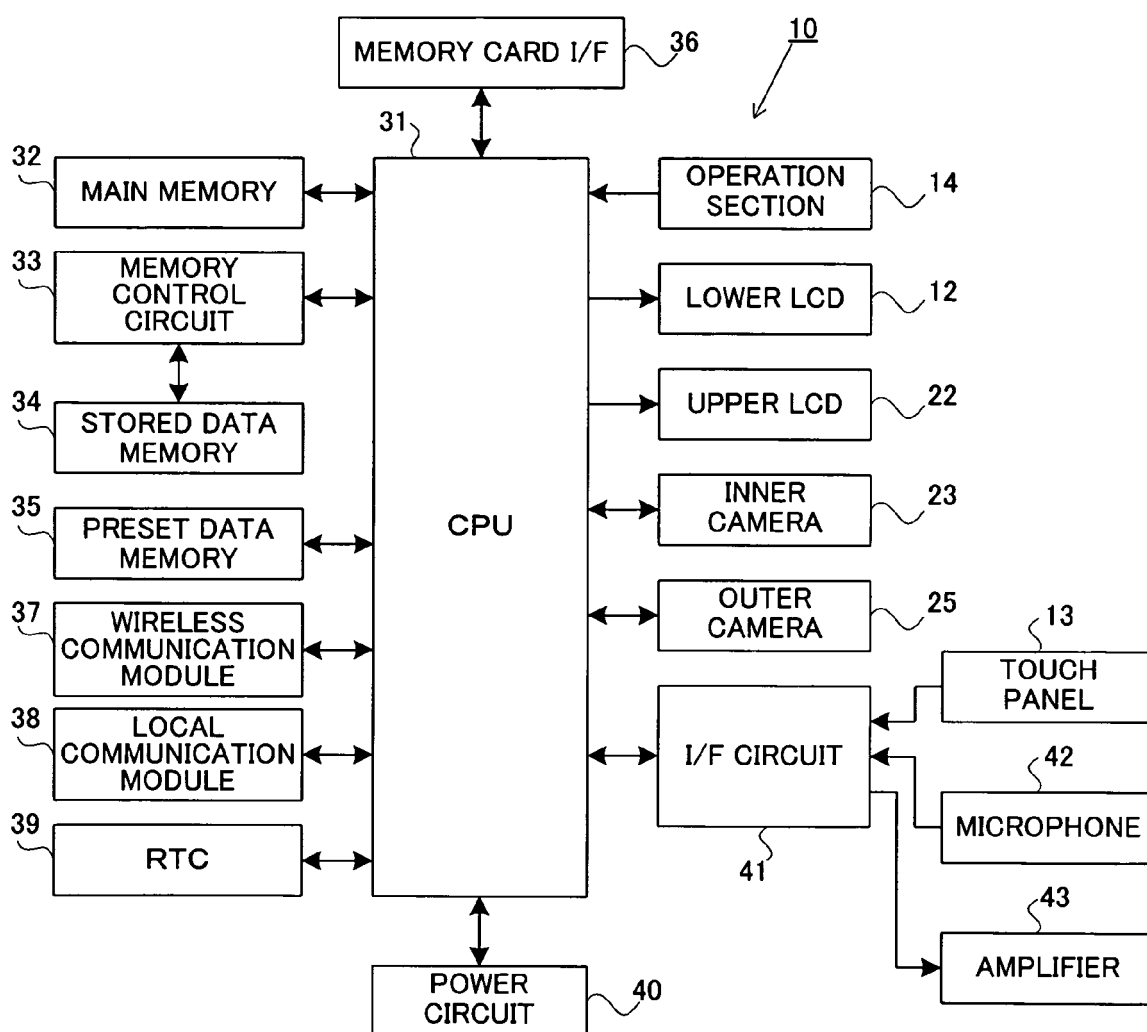 MEMORY CARD I/F
36
10
31
32
MAIN MEMORY
OPERATION
SECTION
14
33
MEMORY
CONTROL
CIRCUIT
LOWER LCD
12
34
STORED DATA
MEMORY
UPPER LCD
22
35
PRESET DATA
MEMORY
CPU
INNER
CAMERA
23
37
WIRELESS
COMMUNICATION
MODULE
OUTER
CAMERA
25
13
TOUCH
PANEL
38
LOCAL
COMMUNICATION
MODULE
I/F CIRCUIT
41
42
MICROPHONE
39
RTC
43
AMPLIFIER
POWER
CIRCUIT
40